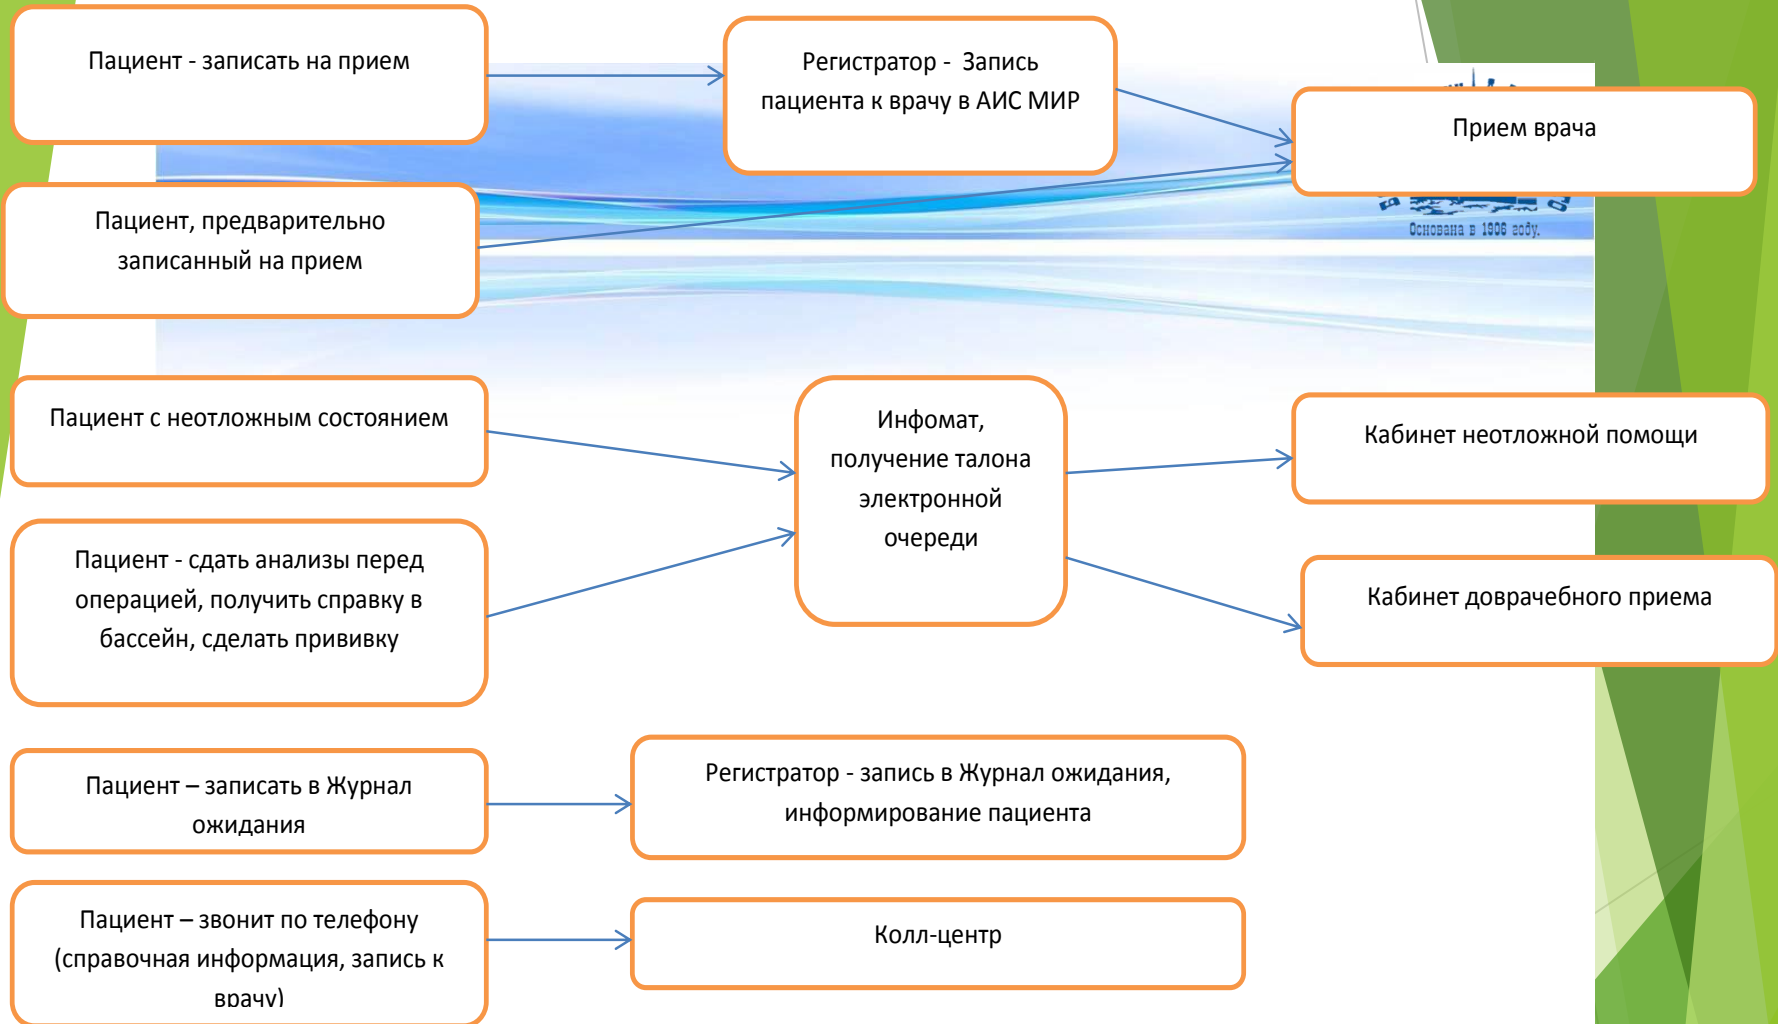 Пациент - записать на прием
Регистратор - Запись
пациента к врачу в АИС МИР
Прием врача
Пациент, предварительно
записанный на прием
Основана в 1906 году.
Пациент с неотложным состоянием
Инфомат,
получение талона
электронной
очереди
Кабинет неотложной помощи
Пациент - сдать анализы перед
операцией, получить справку в
бассейн, сделать прививку
Кабинет доврачебного приема
Пациент – записать в Журнал
ожидания
Регистратор - запись в Журнал ожидания,
информирование пациента
Пациент – звонит по телефону
(справочная информация, запись к
врачу)
Колл-центр